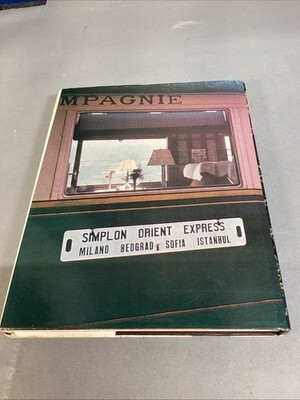 MPAGNIE
SIMPLON ORIENT EXPRESS
MILANO BEOGRAD SOFIA ISTANBUL